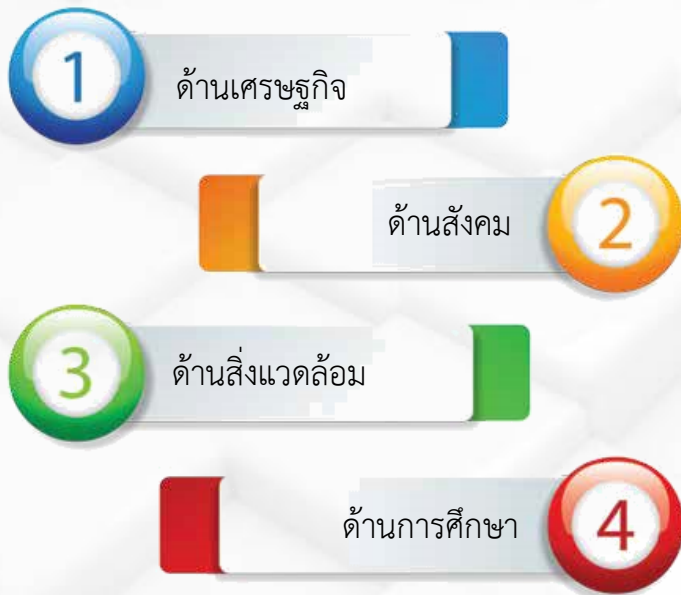 1 ด้านเศรษฐกิจ
ด้านสังคม 2
3 ด้านสิ่งแวดล้อม
ด้านการศึกษา 4